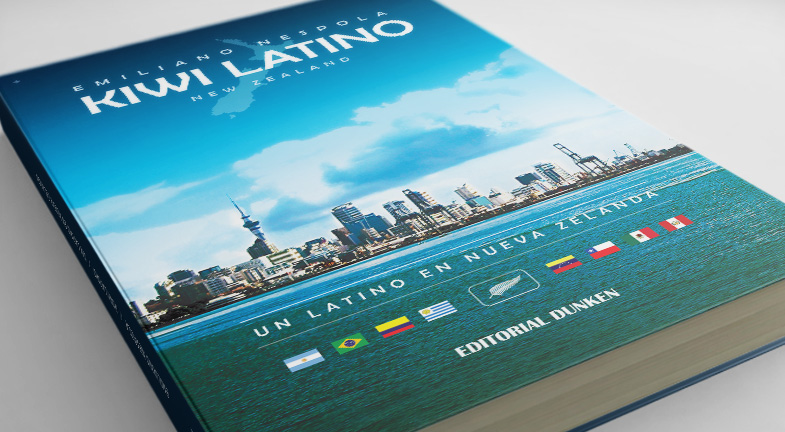 EMILIANO NESPOLA
KIWI LATINO
NEW ZEALAND
UN LATINO EN NUEVA ZELANDA
EDITORIAL DUNKEN